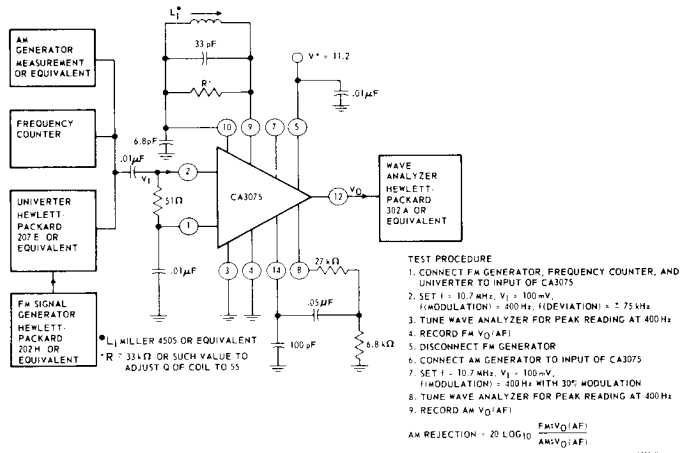 AM
GENERATOR
MEASUREMENT
OR EQUIVALENT
FREQUENCY
COUNTER
UNIVERTER
HEWLETT-
PACKARD
207 E OR
EQUIVALENT
FM SIGNAL
GENERATOR
HEWLETT-
PACKARD
202 H OR
EQUIVALENT
Li•
33 pF
R*
V+ = 11.2
.01µF
10
9
7
5
6.8pF
.01µF
V1
2
51Ω
1
CA3075
12
VO
WAVE
ANALYZER
HEWLETT-
PACKARD
302 A OR
EQUIVALENT
3
4
14
8
27 kΩ
.01µF
.05µF
100 pF
6.8 kΩ
• Li MILLER 4505 OR EQUIVALENT
*R ≅ 33 kΩ OR SUCH VALUE TO
ADJUST Q OF COIL TO 55
TEST PROCEDURE
1. CONNECT FM GENERATOR, FREQUENCY COUNTER, AND
UNIVERTER TO INPUT OF CA3075
2. SET f = 10.7 MHz, V1 = 100 mV,
f(MODULATION) = 400 Hz, f(DEVIATION) = ± 75 kHz
3. TUNE WAVE ANALYZER FOR PEAK READING AT 400 Hz
4. RECORD FM VO(AF)
5. DISCONNECT FM GENERATOR
6. CONNECT AM GENERATOR TO INPUT OF CA3075
7. SET f = 10.7 MHz, V1 = 100 mV,
f(MODULATION) = 400 Hz WITH 30% MODULATION
8. TUNE WAVE ANALYZER FOR PEAK READING AT 400 Hz
9. RECORD AM VO(AF)
AM REJECTION = 20 LOG10 FM:VO(AF)
AM:VO(AF)